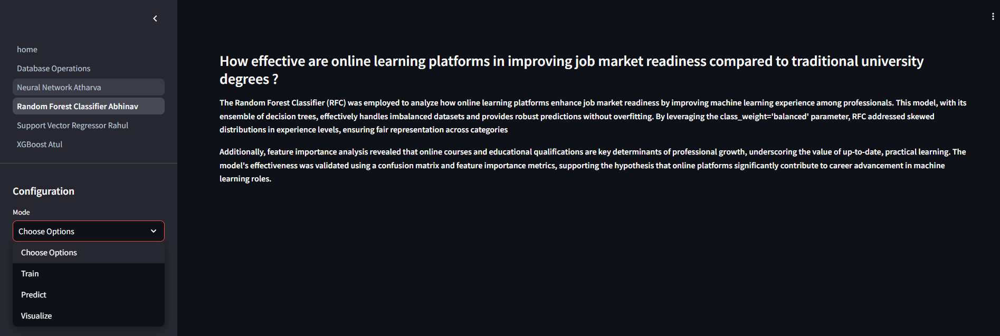 home
Database Operations
Neural Network Atharva
Random Forest Classifier Abhinav
Support Vector Regressor Rahul
XGBoost Atul
Configuration
Mode
Choose Options
Choose Options
Train
Predict
Visualize
How effective are online learning platforms in improving job market readiness compared to traditional university
degrees ?
The Random Forest Classifier (RFC) was employed to analyze how online learning platforms enhance job market readiness by improving machine learning experience among professionals. This model, with its
ensemble of decision trees, effectively handles imbalanced datasets and provides robust predictions without overfitting. By leveraging the class_weight='balanced' parameter, RFC addressed skewed
distributions in experience levels, ensuring fair representation across categories
Additionally, feature importance analysis revealed that online courses and educational qualifications are key determinants of professional growth, underscoring the value of up-to-date, practical learning. The
model's effectiveness was validated using a confusion matrix and feature importance metrics, supporting the hypothesis that online platforms significantly contribute to career advancement in machine
learning roles.